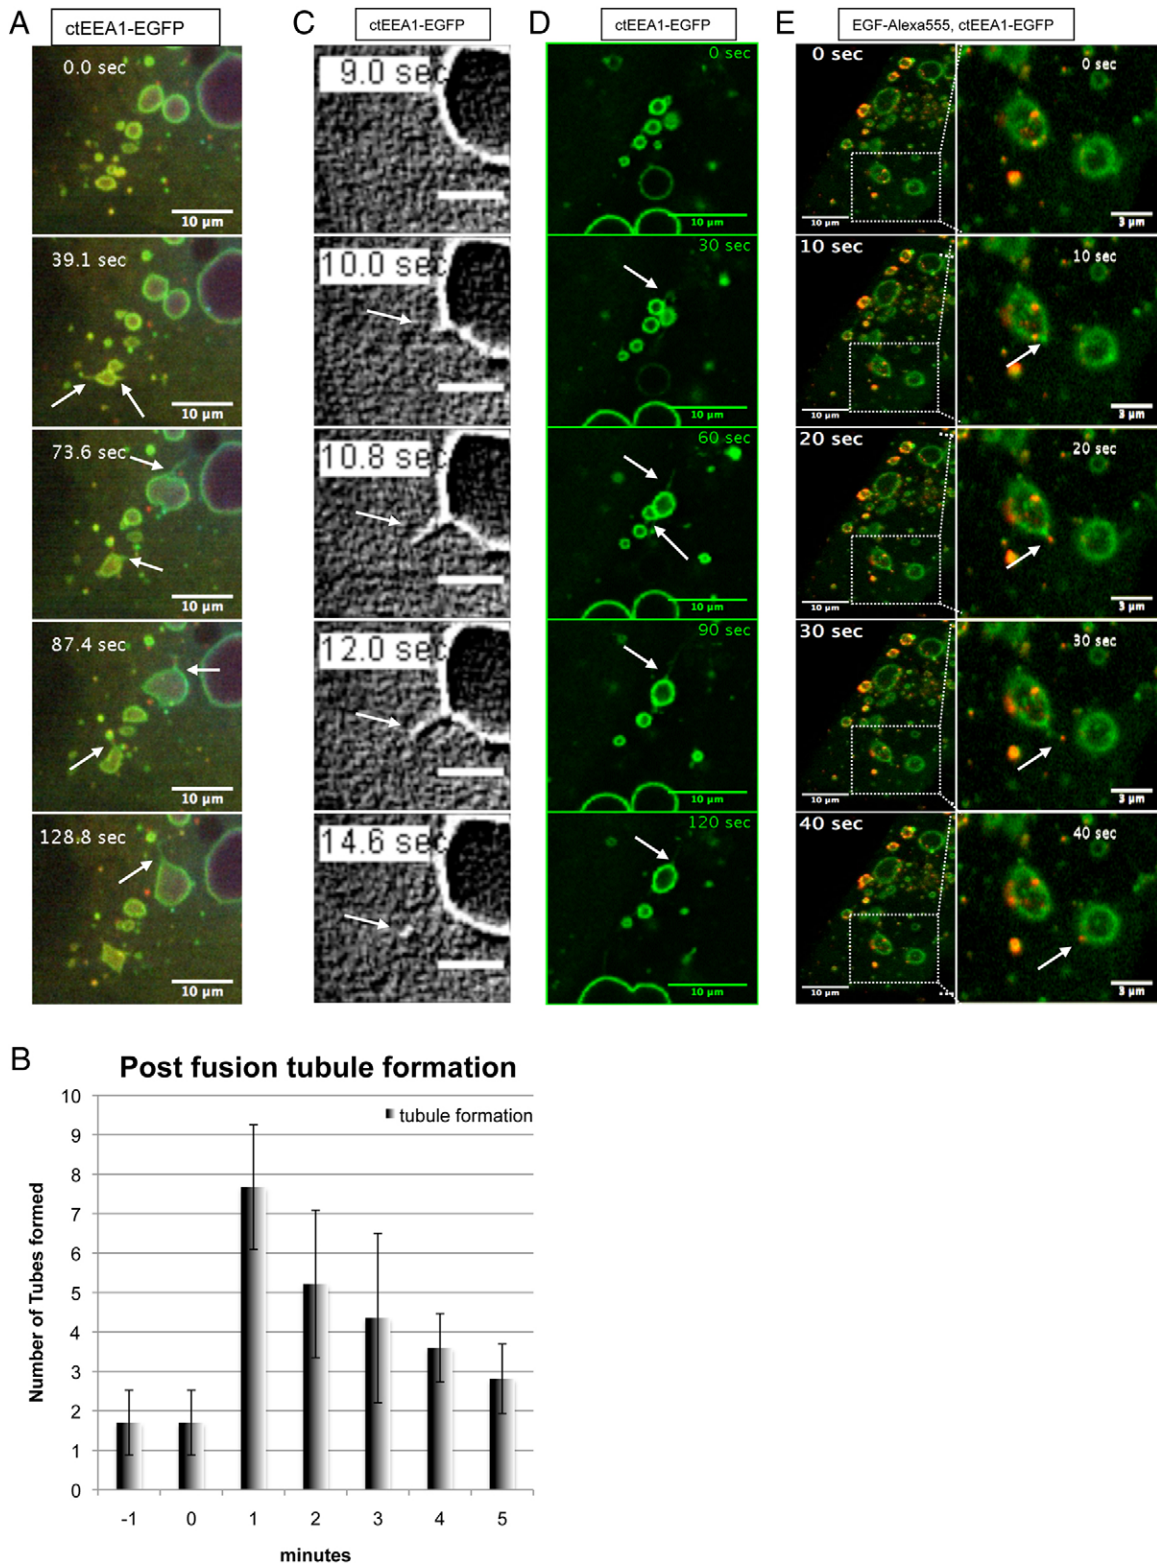 A
ctEEA1-EGFP
0.0 sec
10 µm
39.1 sec
10 µm
73.6 sec
10 µm
87.4 sec
10 µm
128.8 sec
10 µm
C
ctEEA1-EGFP
9.0 sec
10.0 sec
10.8 sec
12.0 sec
14.6 sec
D
ctEEA1-EGFP
0 sec
10 µm
30 sec
10 µm
60 sec
10 µm
90 sec
10 µm
120 sec
10 µm
E
EGF-Alexa555, ctEEA1-EGFP
0 sec
0 sec
10 µm
3 µm
10 sec
10 sec
10 µm
3 µm
20 sec
20 sec
10 µm
3 µm
30 sec
30 sec
10 µm
3 µm
40 sec
40 sec
10 µm
3 µm
B
Post fusion tubule formation
tubule formation
Number of Tubes formed
10
9
8
7
6
5
4
3
2
1
0
-1 0 1 2 3 4 5
minutes